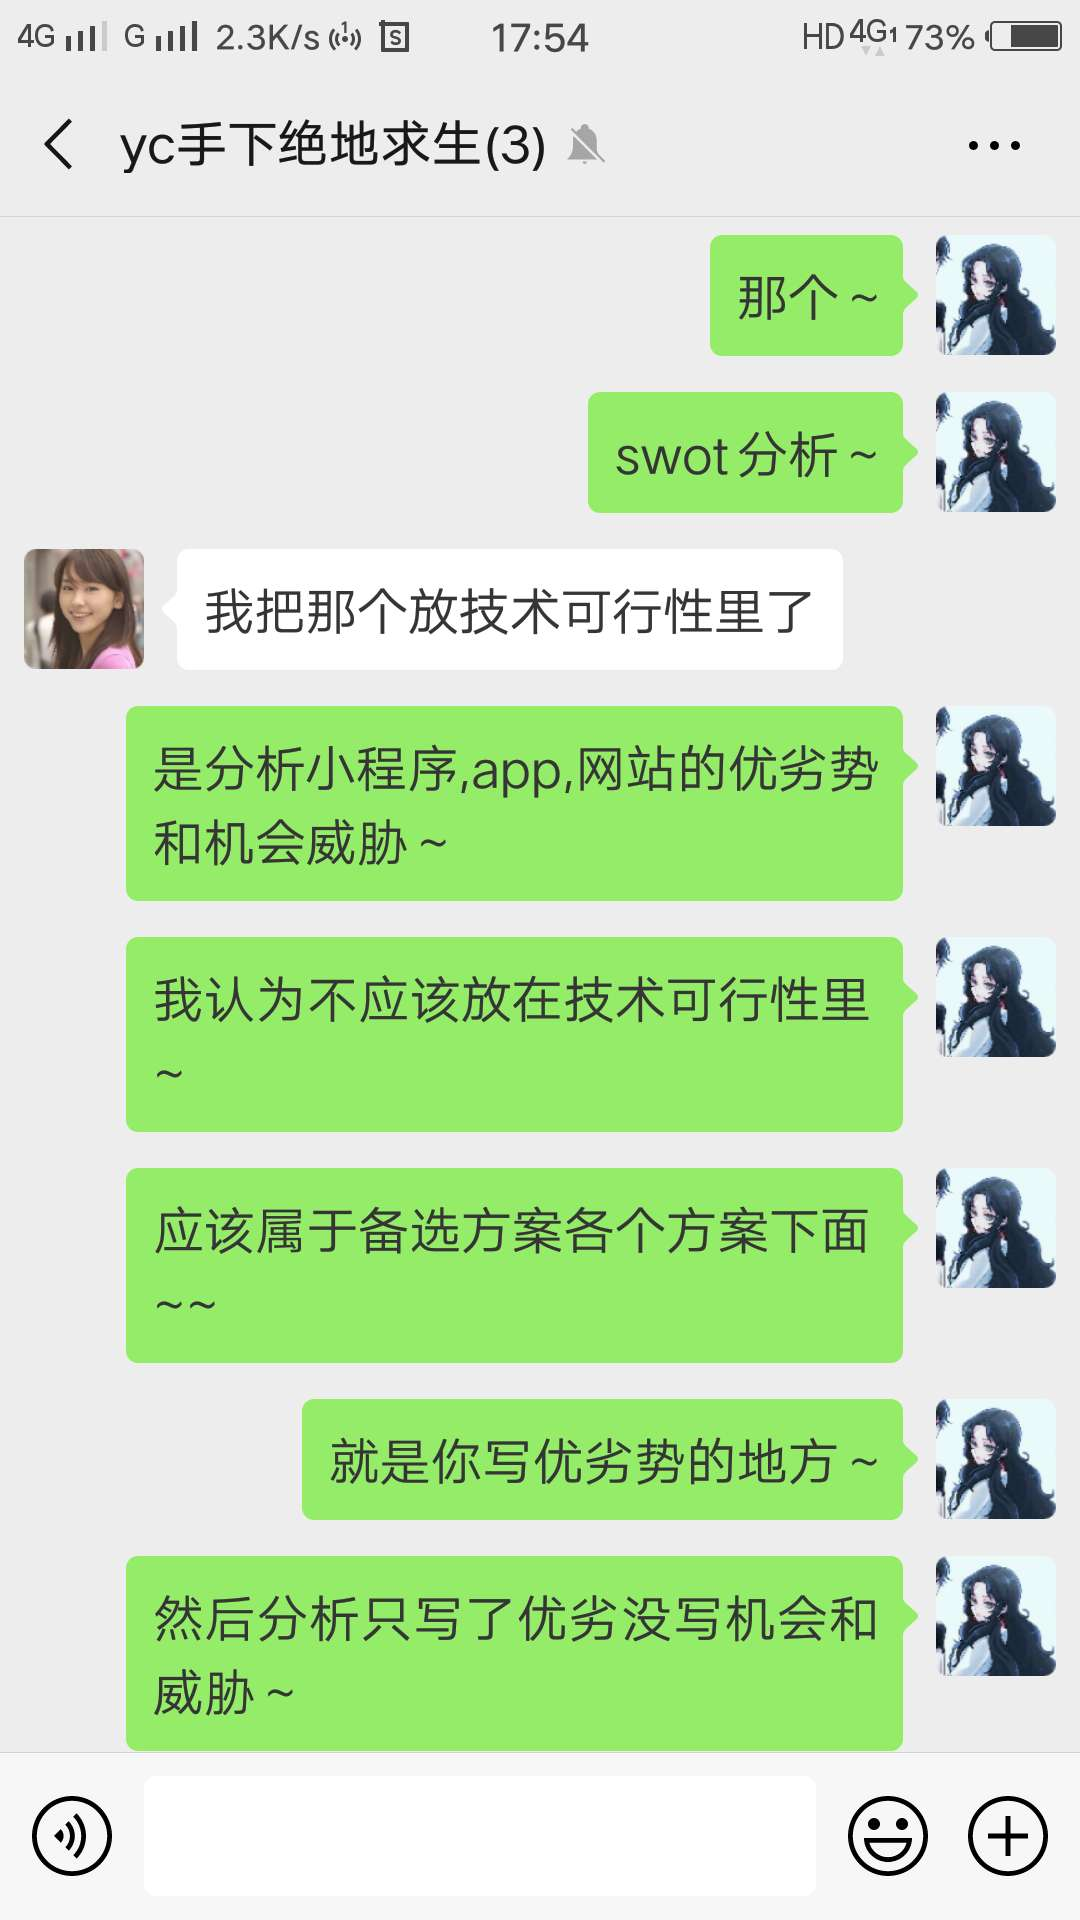 4G G 2.3K/s 17:54 HD 4G1 73%
yc手下绝地求生(3)
那个~
swot分析~
我把那个放技术可行性里了
是分析小程序,app,网站的优劣势
和机会威胁~
我认为不应该放在技术可行性里
~
应该属于备选方案各个方案下面
~~
就是你写优劣势的地方~
然后分析只写了优劣没写机会和
威胁~